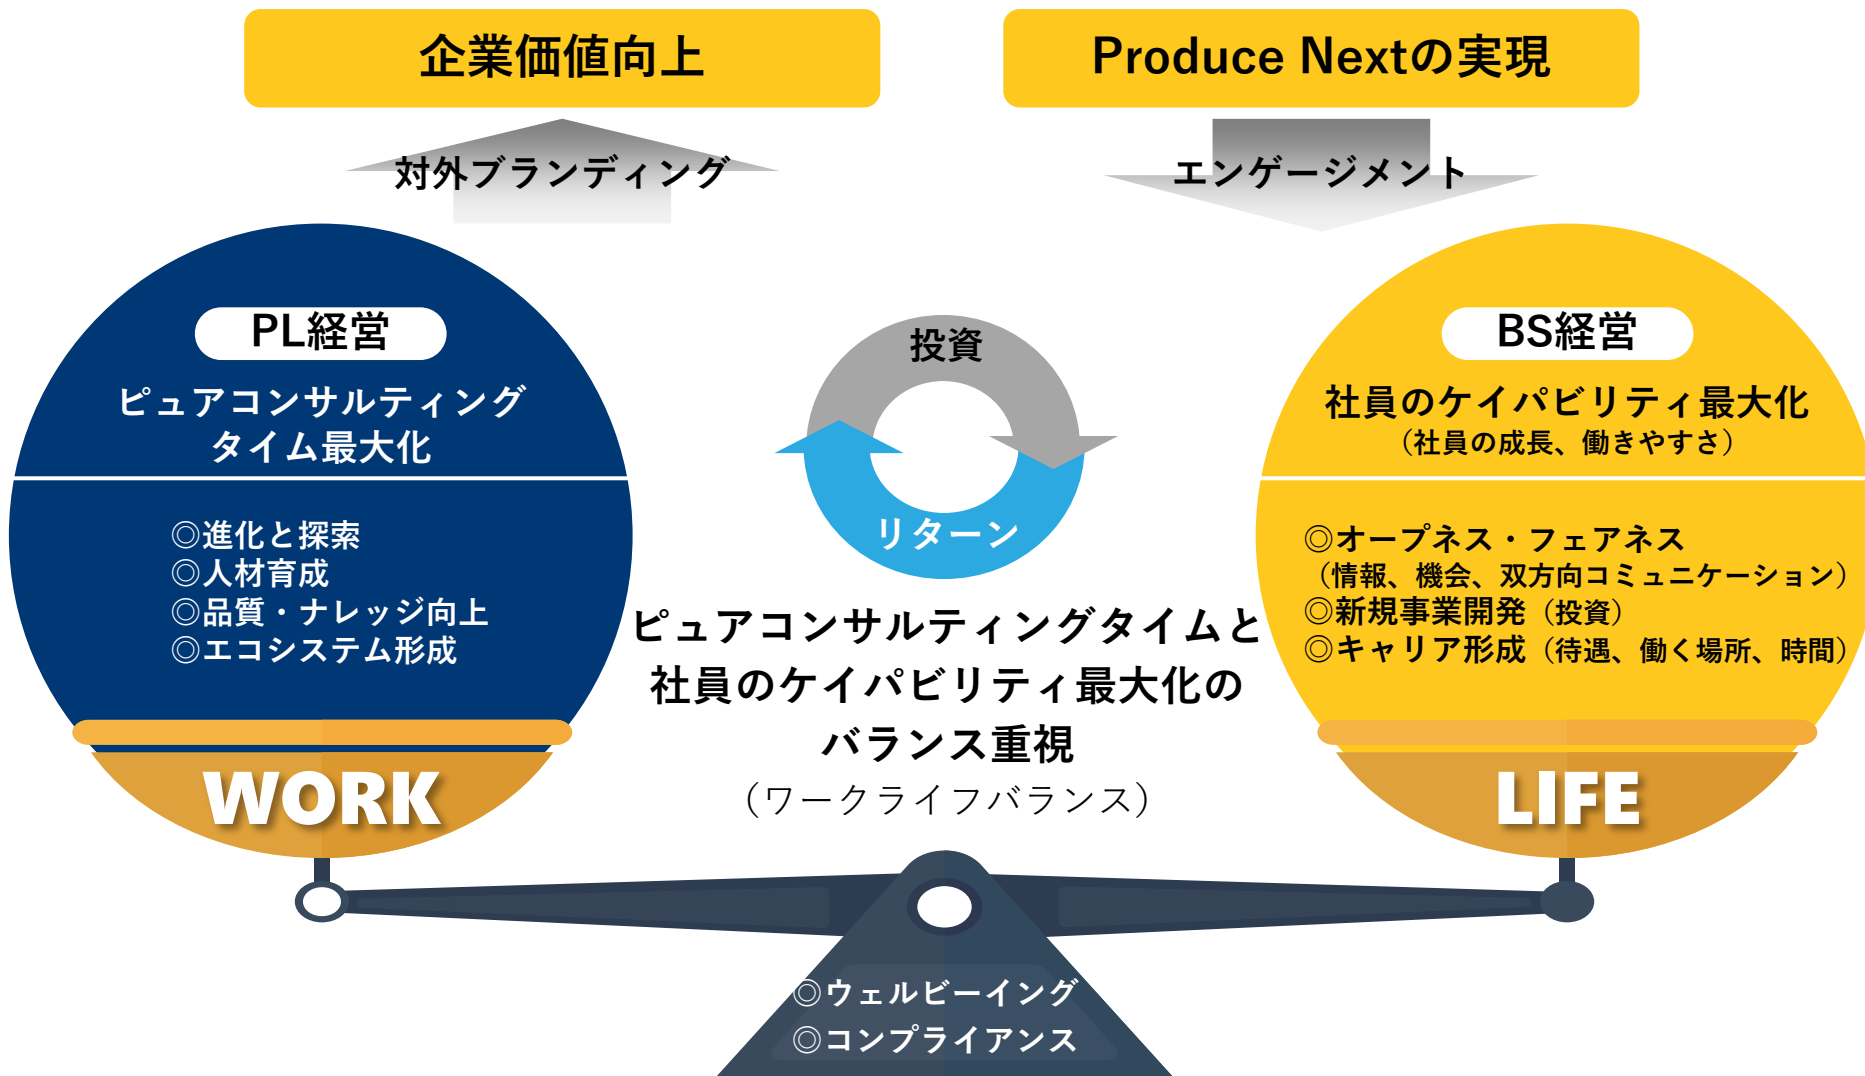 企業価値向上
Produce Nextの実現
対外ブランディング
エンゲージメント
PL経営
ピュアコンサルティング
タイム最大化
◎進化と探索
◎人材育成
◎品質・ナレッジ向上
◎エコシステム形成
WORK
投資
リターン
ピュアコンサルティングタイムと
社員のケイパビリティ最大化の
バランス重視
（ワークライフバランス）
BS経営
社員のケイパビリティ最大化
（社員の成長、働きやすさ）
◎オープネス・フェアネス
（情報、機会、双方向コミュニケーション）
◎新規事業開発（投資）
◎キャリア形成（待遇、働く場所、時間）
LIFE
◎ウェルビーイング
◎コンプライアンス